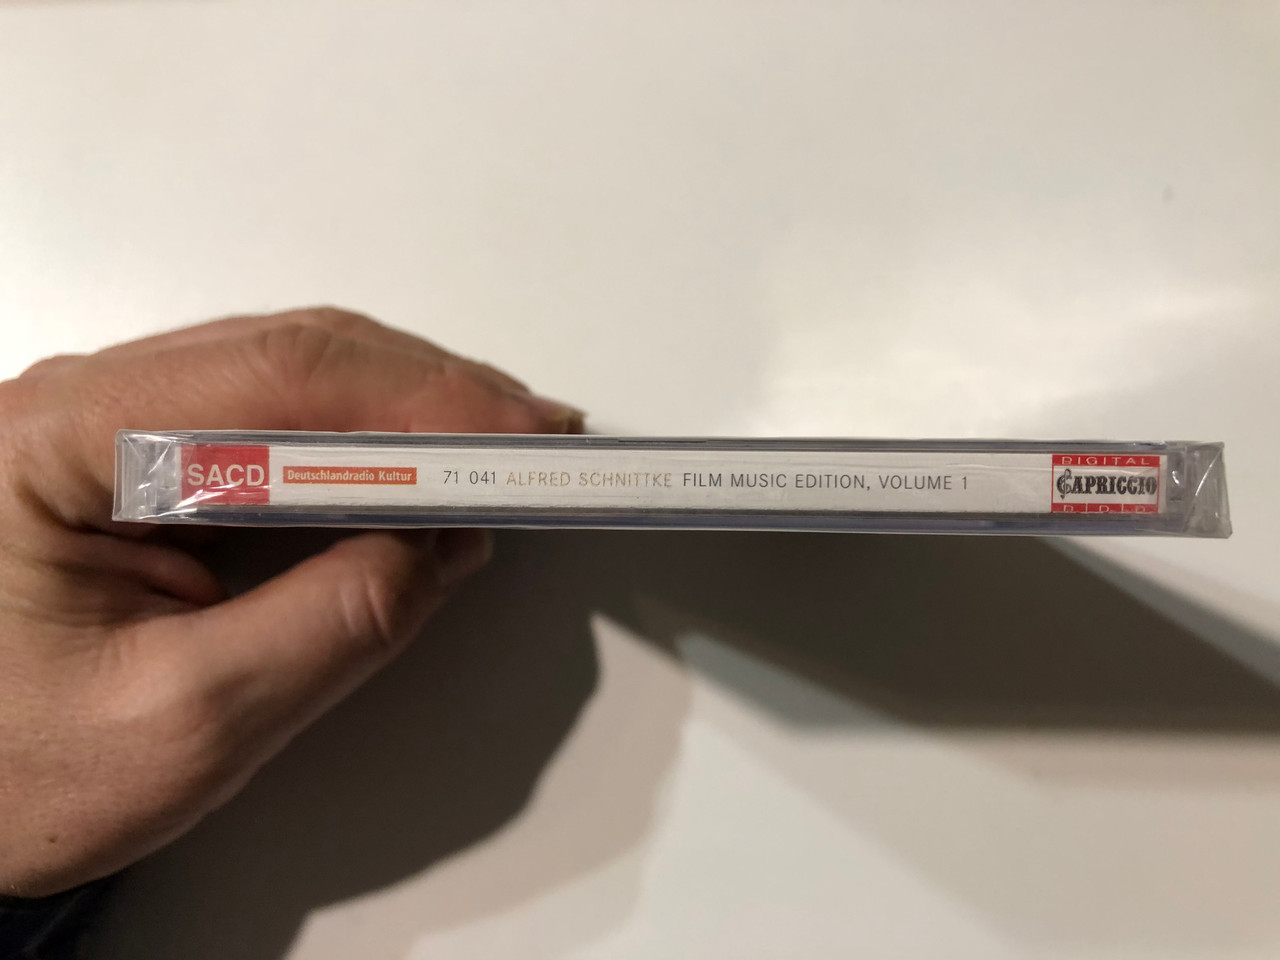 SACD
Deutschlandradio Kultur
71 041 ALFRED SCHNITTKE FILM MUSIC EDITION, VOLUME 1
DIGITAL
CAPRICCIO
D D D